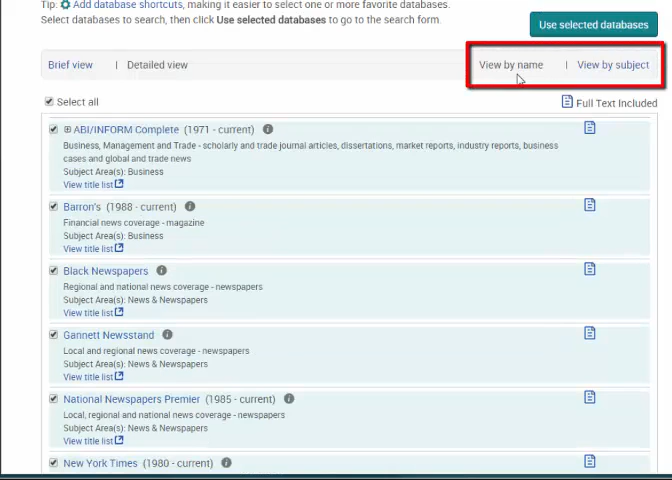 Tip: Add database shortcuts, making it easier to select one or more favorite databases.
Select databases to search, then click Use selected databases to go to the search form.
Use selected databases
Brief view | Detailed view
View by name | View by subject
Select all
Full Text Included
ABI/INFORM Complete (1971 - current)
Business, Management and Trade - scholarly and trade journal articles, dissertations, market reports, industry reports, business
cases and global and trade news
Subject Area(s): Business
View title list
Barron's (1988 - current)
Financial news coverage - magazine
Subject Area(s): Business
View title list
Black Newspapers
Regional and national news coverage - newspapers
Subject Area(s): News & Newspapers
View title list
Gannett Newsstand
Local and regional news coverage - newspapers
Subject Area(s): News & Newspapers
View title list
National Newspapers Premier (1985 - current)
Local, regional and national news coverage - newspapers
Subject Area(s): News & Newspapers
View title list
New York Times (1980 - current)